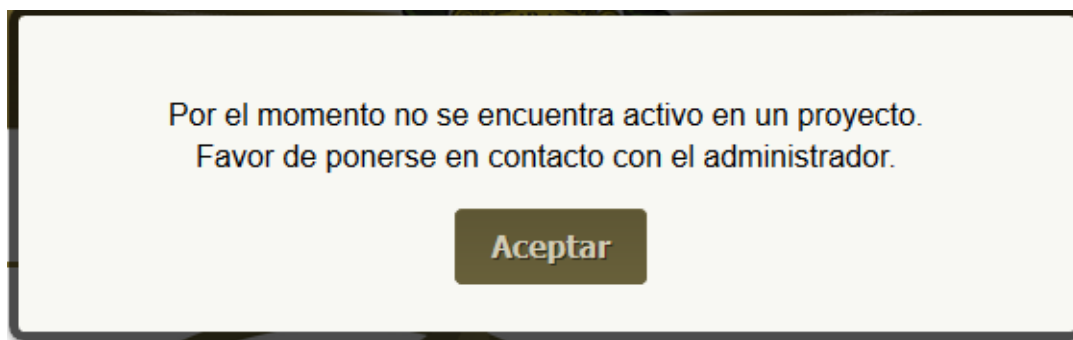 Por el momento no se encuentra activo en un proyecto.
Favor de ponerse en contacto con el administrador.
Aceptar